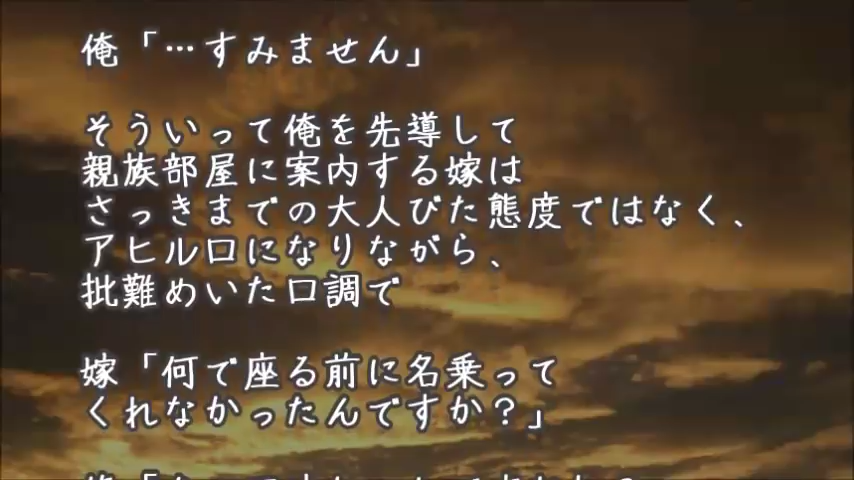 俺「…すみません」
そういって俺を先導して
親族部屋に案内する嫁は
さっきまでの大人びた態度ではなく、
アヒル口になりながら、
批難めいた口調で
嫁「何で座る前に名乗って
くれなかったんですか？」